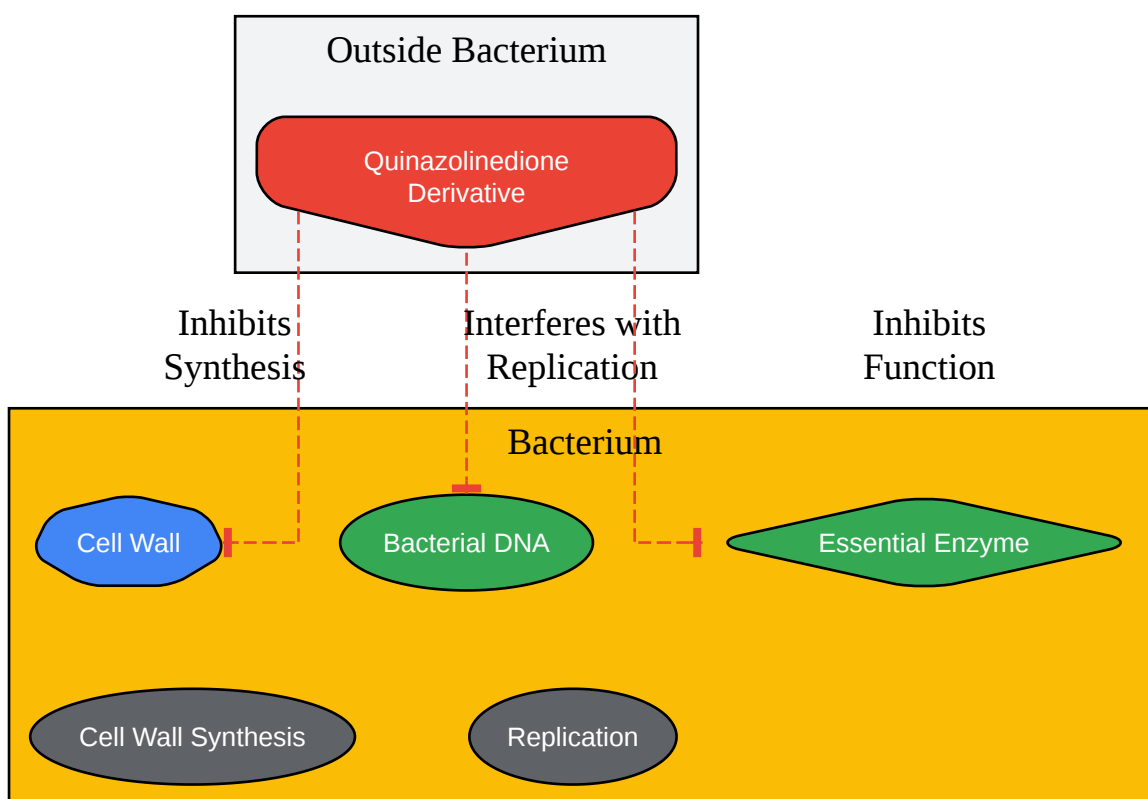 Outside Bacterium
Quinazolinedione
Derivative
Inhibits
Synthesis
Interferes with
Replication
Inhibits
Function
Bacterium
Cell Wall
Bacterial DNA
Essential Enzyme
Cell Wall Synthesis
Replication